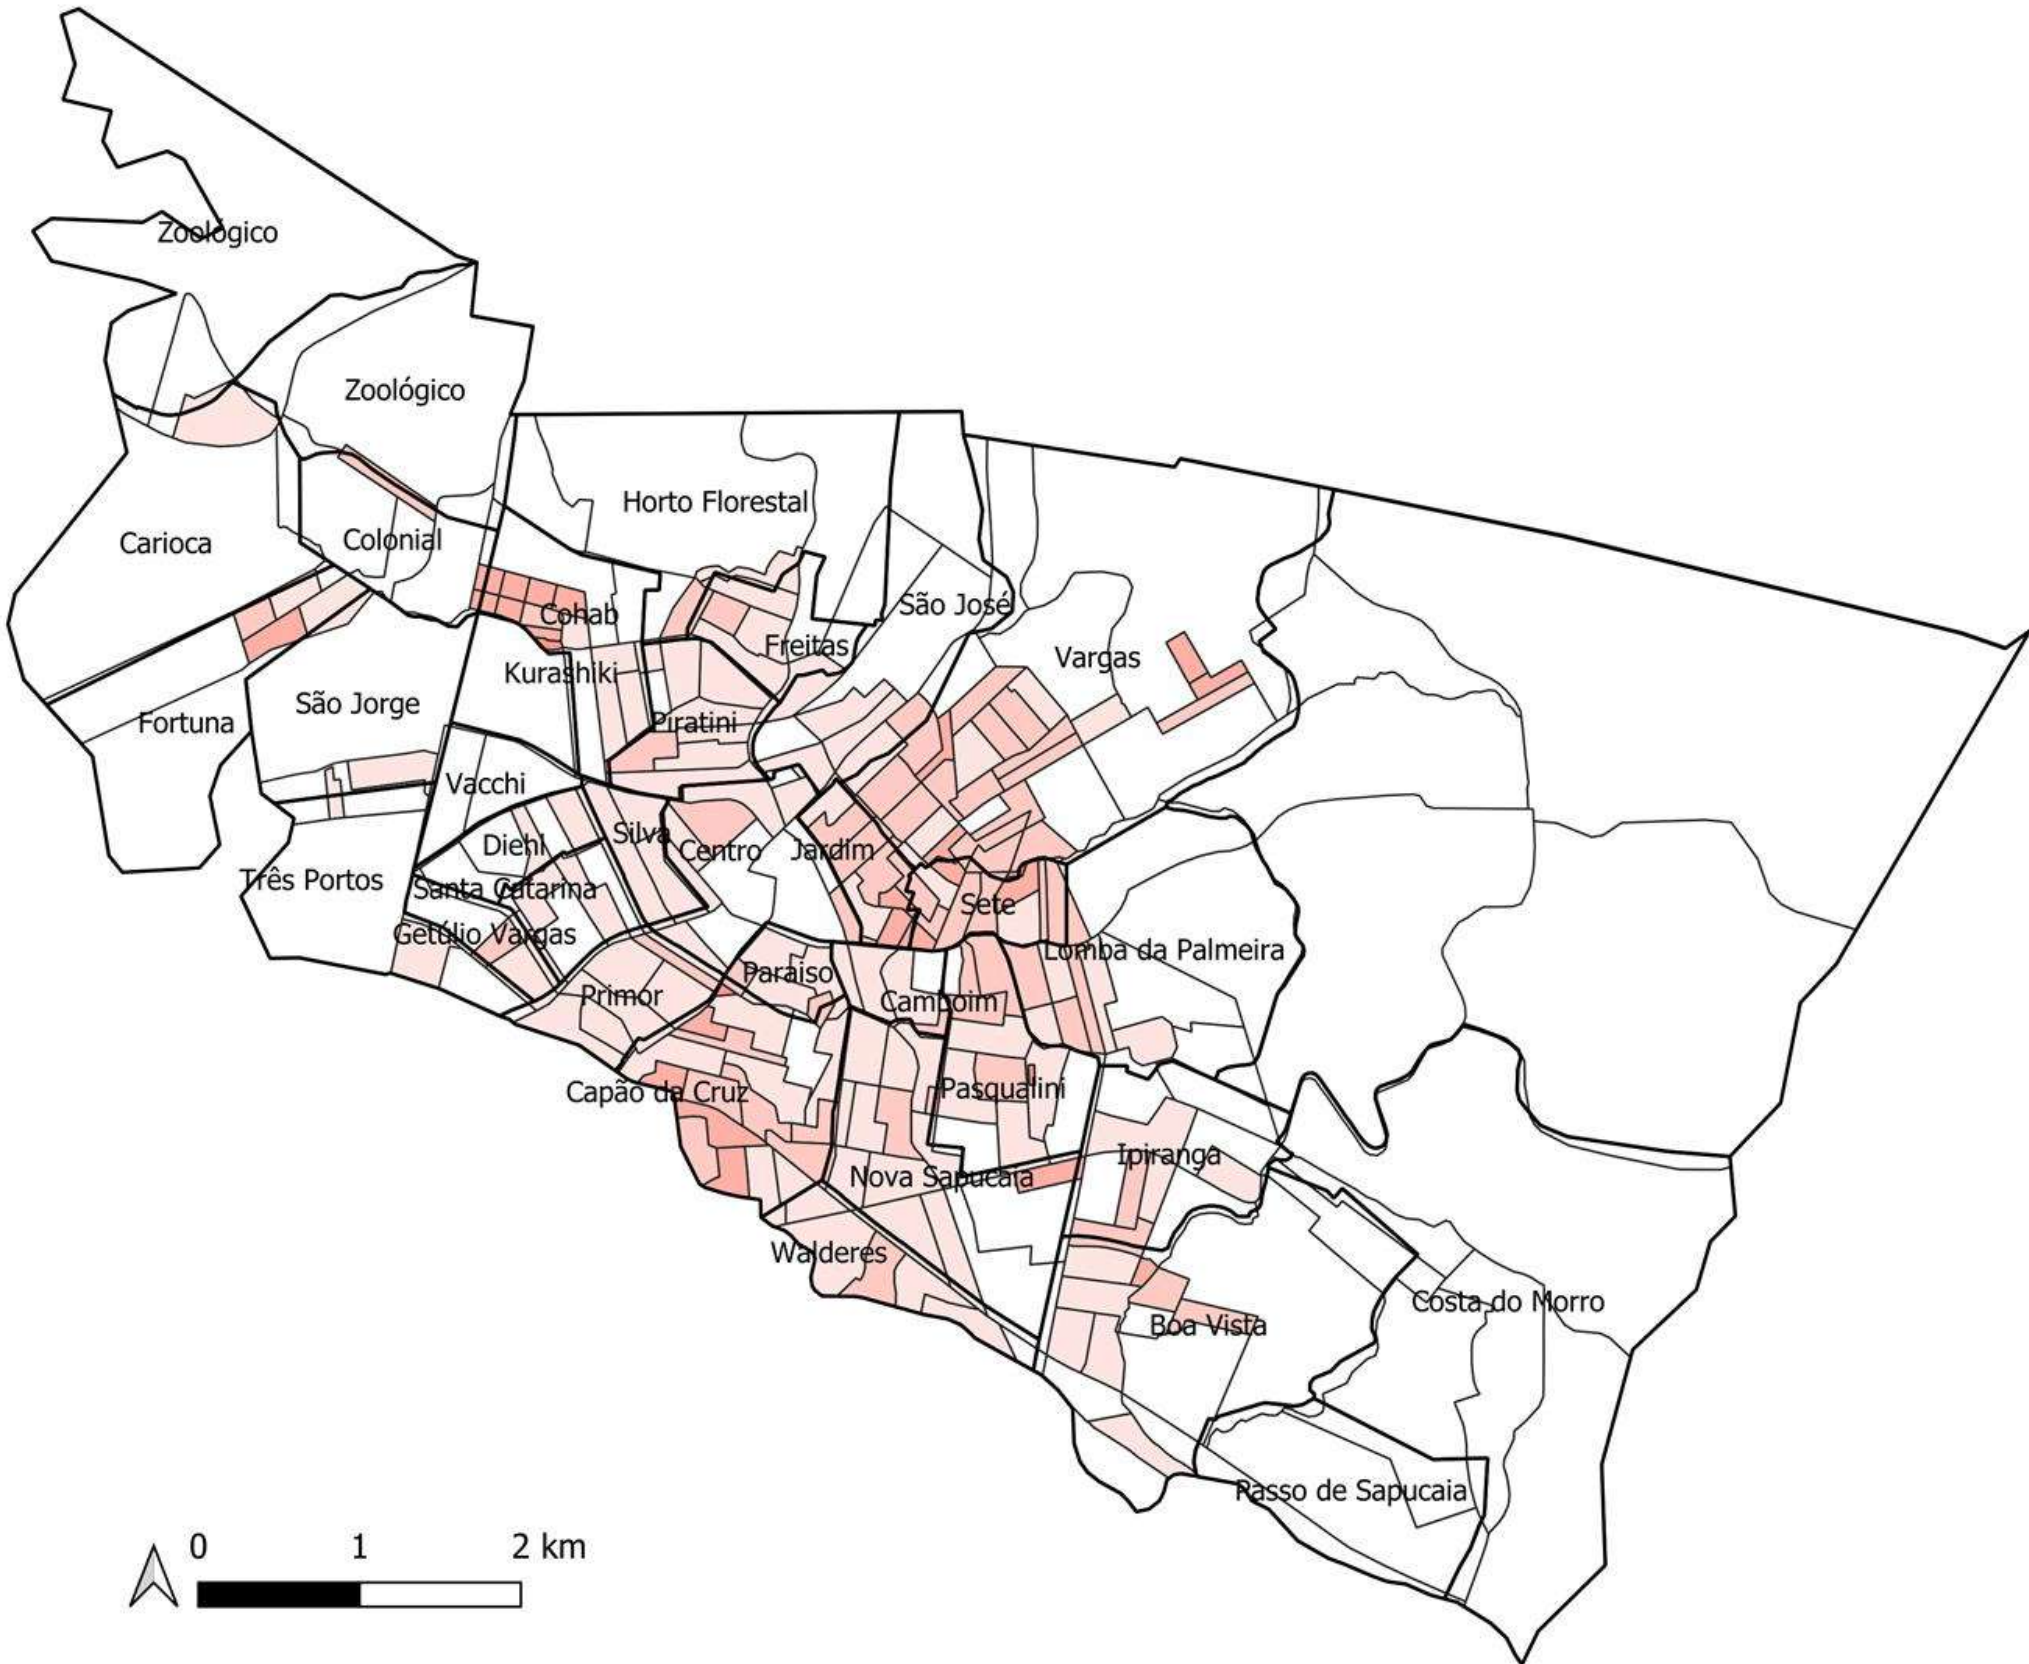 Zoológico
Zoológico
Horto Florestal
Carioca
Colonial
São José
Cohab
Freitas
Vargas
Kurashiki
São Jorge
Fortuna
Piratini
Vacchi
Silva
Diehl
Centro
Jardim
Três Portos
Santa Catarina
Sete
Getúlio Vargas
Lomba da Palmeira
Paraiso
Primor
Camboim
Capão da Cruz
Pasqualini
Ipiranga
Nova Sapucaia
Walderes
Costa do Morro
Boa Vista
Passo de Sapucaia
0 1 2 km